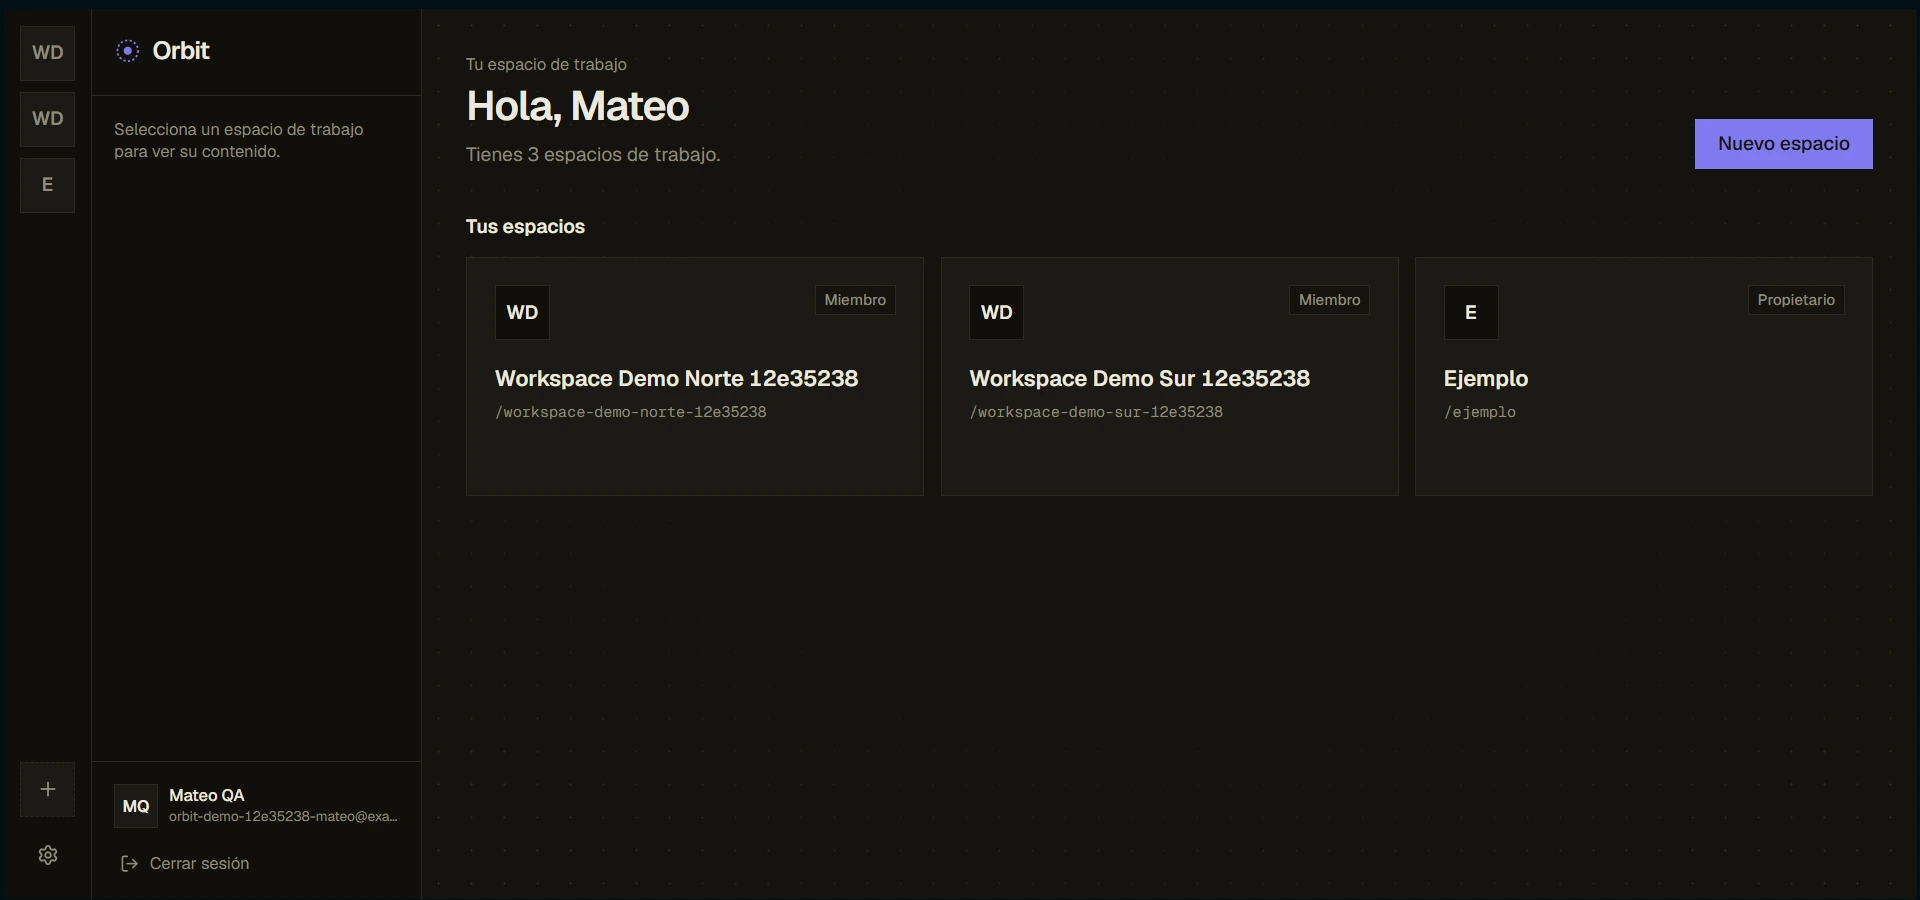 WD
WD
E
Orbit
Selecciona un espacio de trabajo
para ver su contenido.
MQ
Mateo QA
orbit-demo-12e35238-mateo@exa...
Cerrar sesión
Tu espacio de trabajo
Hola, Mateo
Tienes 3 espacios de trabajo.
Nuevo espacio
Tus espacios
WD
Miembro
Workspace Demo Norte 12e35238
/workspace-demo-norte-12e35238
WD
Miembro
Workspace Demo Sur 12e35238
/workspace-demo-sur-12e35238
E
Propietario
Ejemplo
/ejemplo